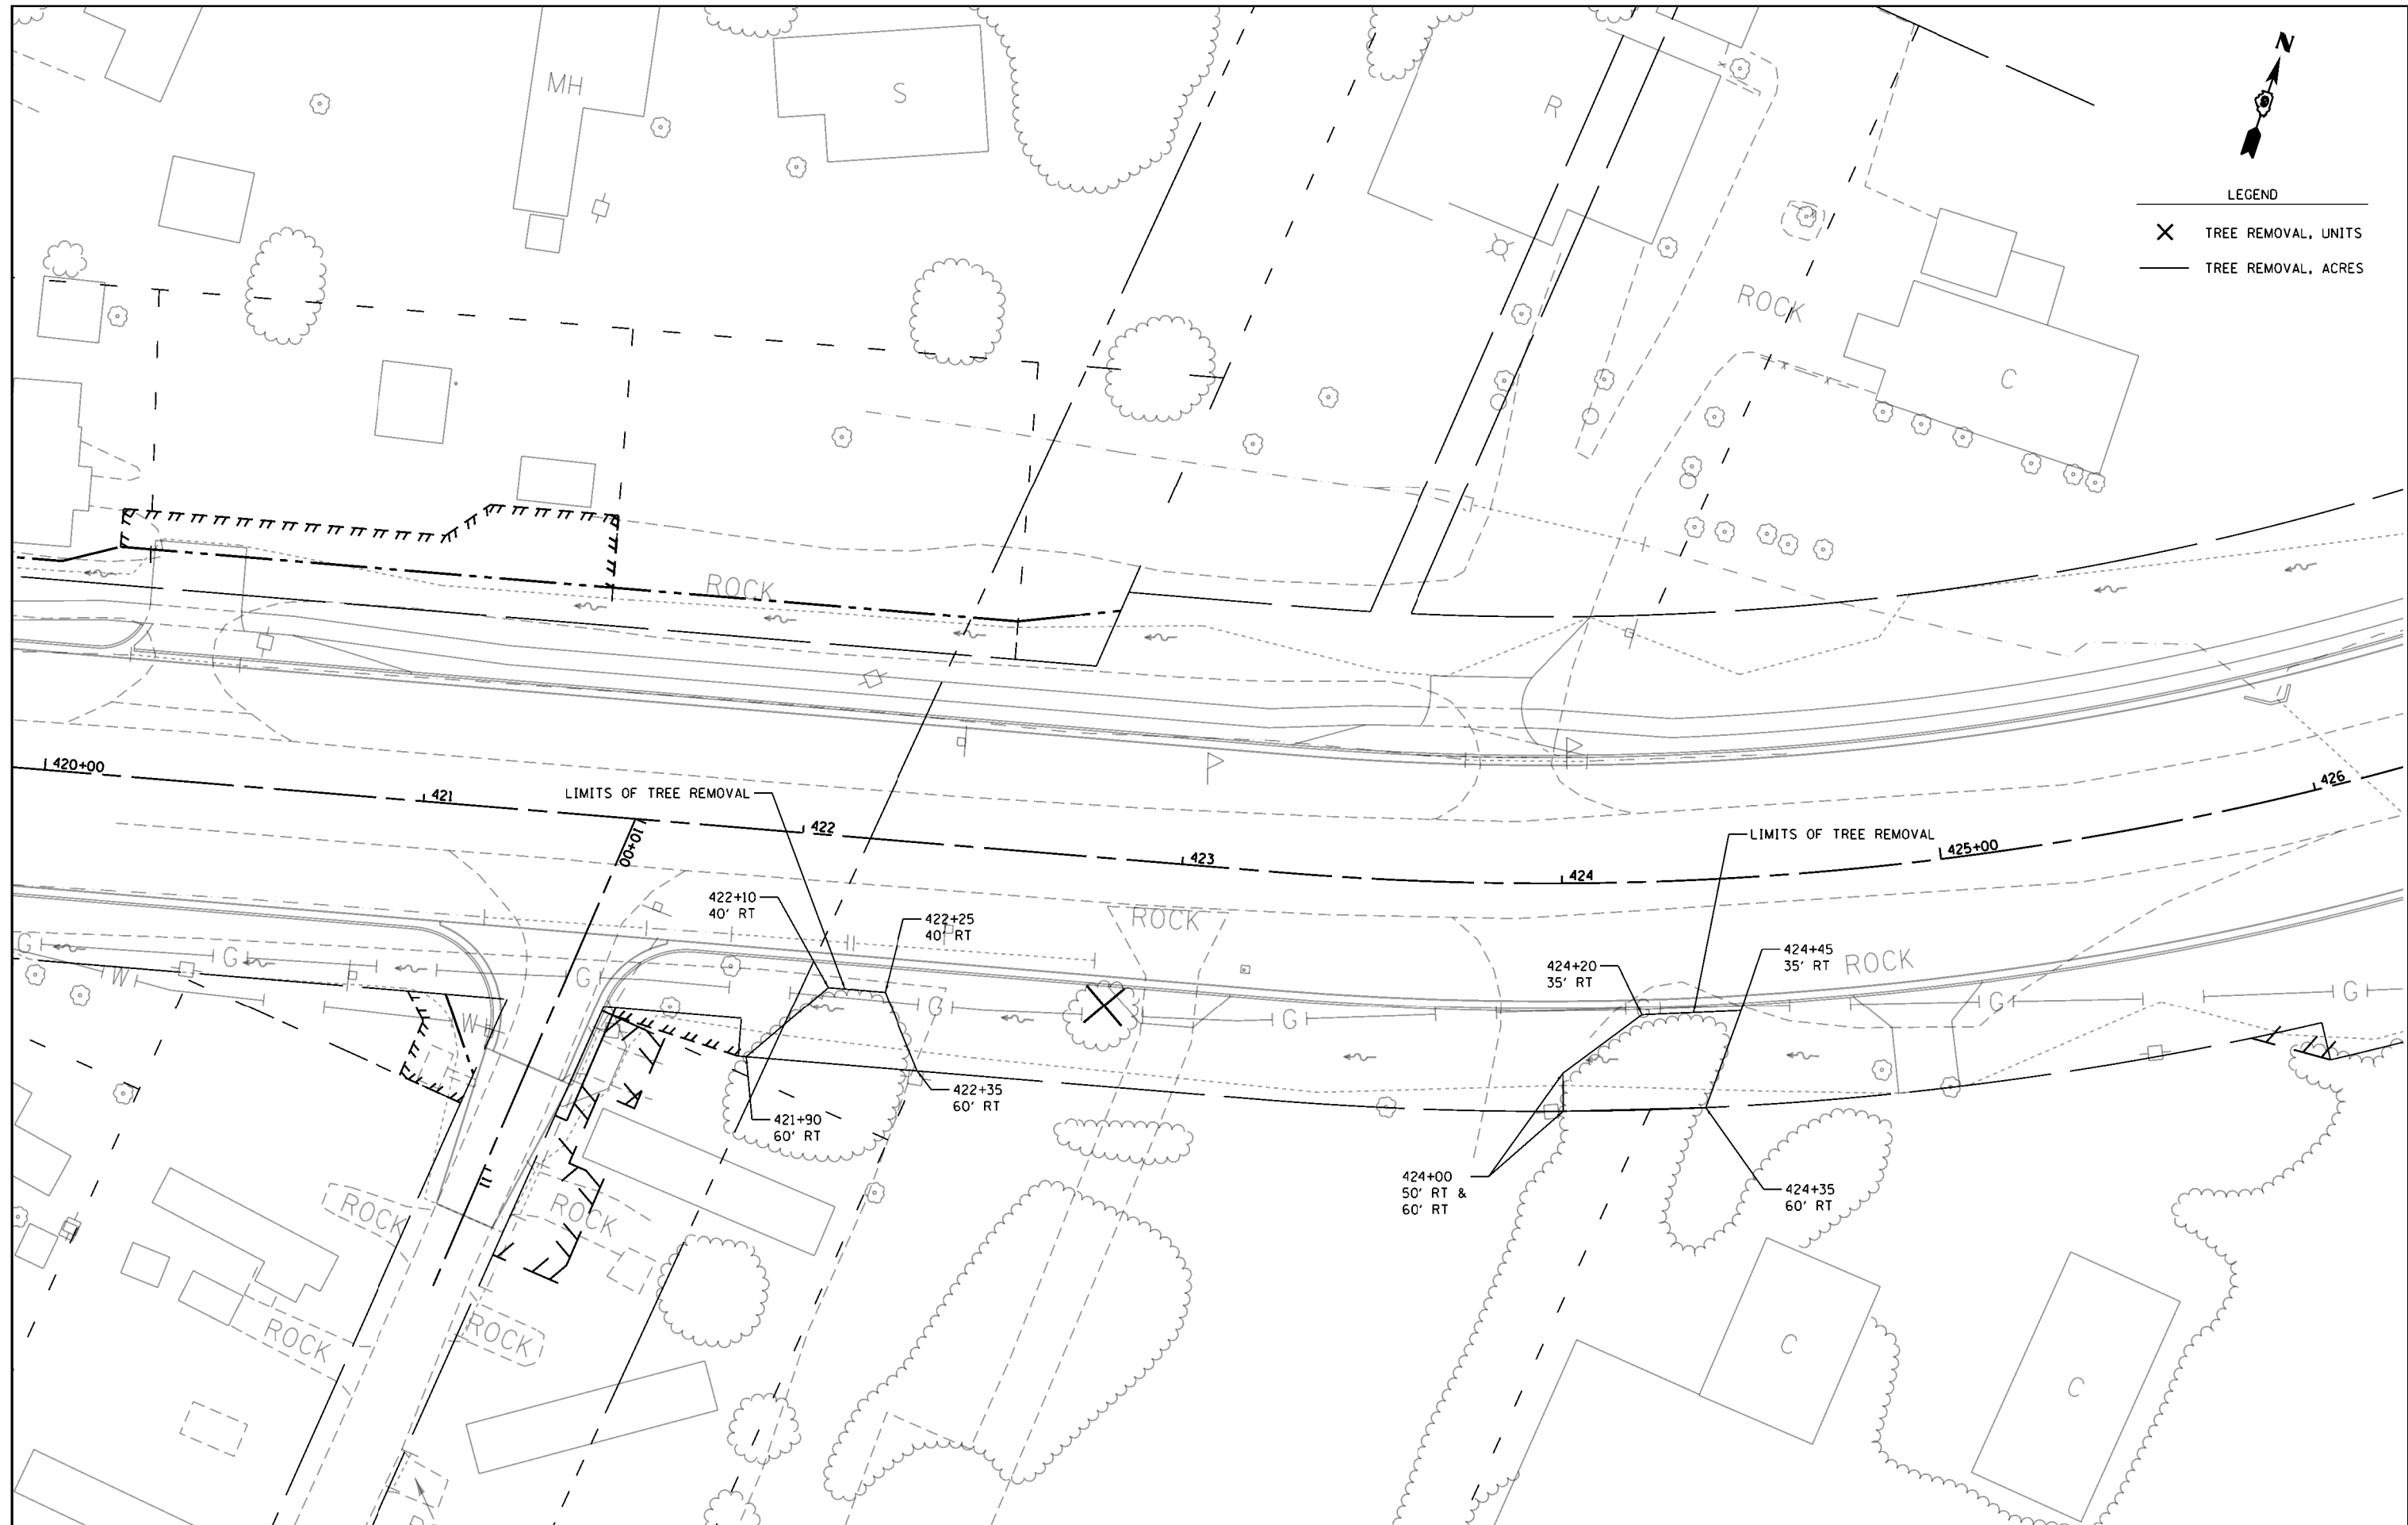 MH
S
R
N
LEGEND
TREE REMOVAL, UNITS
TREE REMOVAL, ACRES
ROCK
C
ROCK
420+00
421
LIMITS OF TREE REMOVAL
422
423
424
425+00
426
10+00
LIMITS OF TREE REMOVAL
422+10
40' RT
422+25
40' RT
ROCK
424+20
35' RT
424+45
35' RT
ROCK
G
G
G
G
G
G
G
G
W
W
422+35
60' RT
421+90
60' RT
424+00
50' RT &
60' RT
424+35
60' RT
11
ROCK
ROCK
ROCK
ROCK
C
C